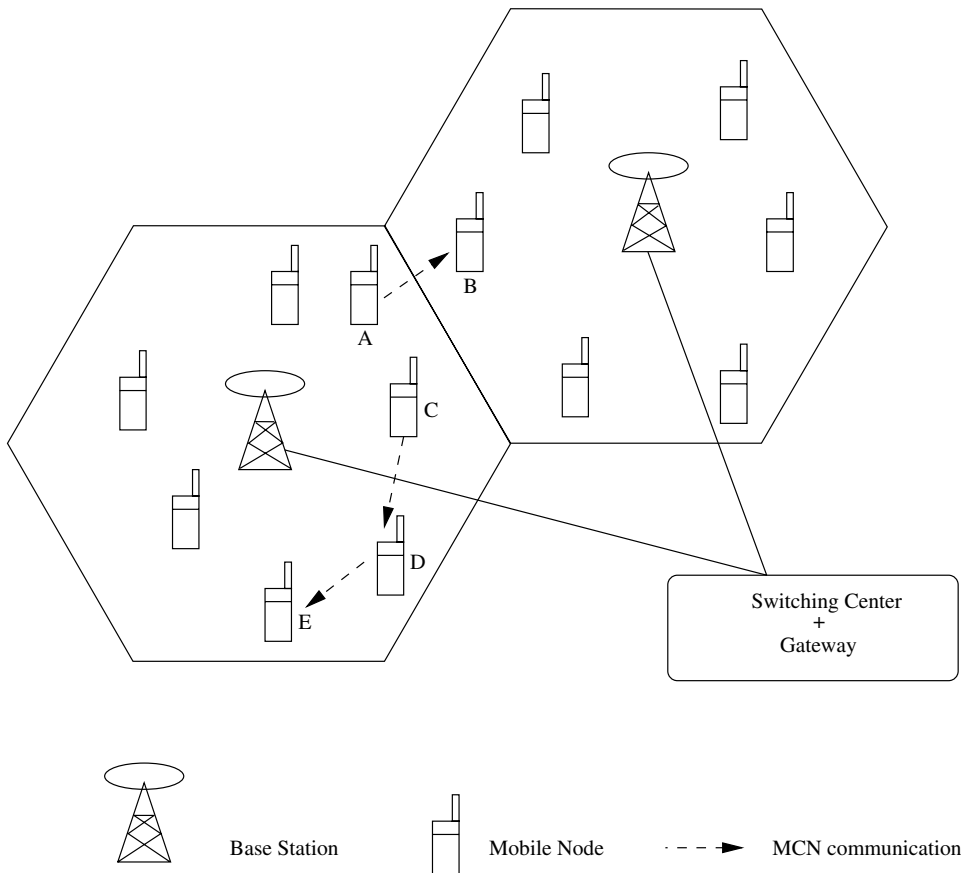 B
A
C
D
E
Switching Center
+
Gateway
Base Station
Mobile Node
MCN communication